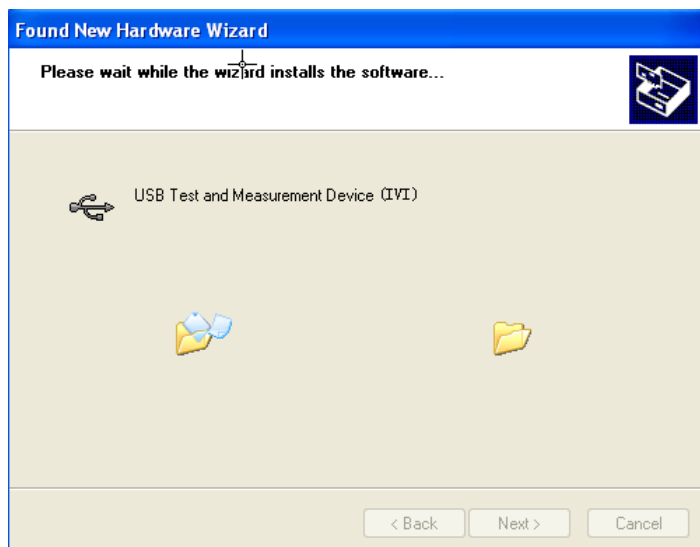 Found New Hardware Wizard
Please wait while the wizard installs the software...
USB Test and Measurement Device (IVI)
< Back
Next >
Cancel